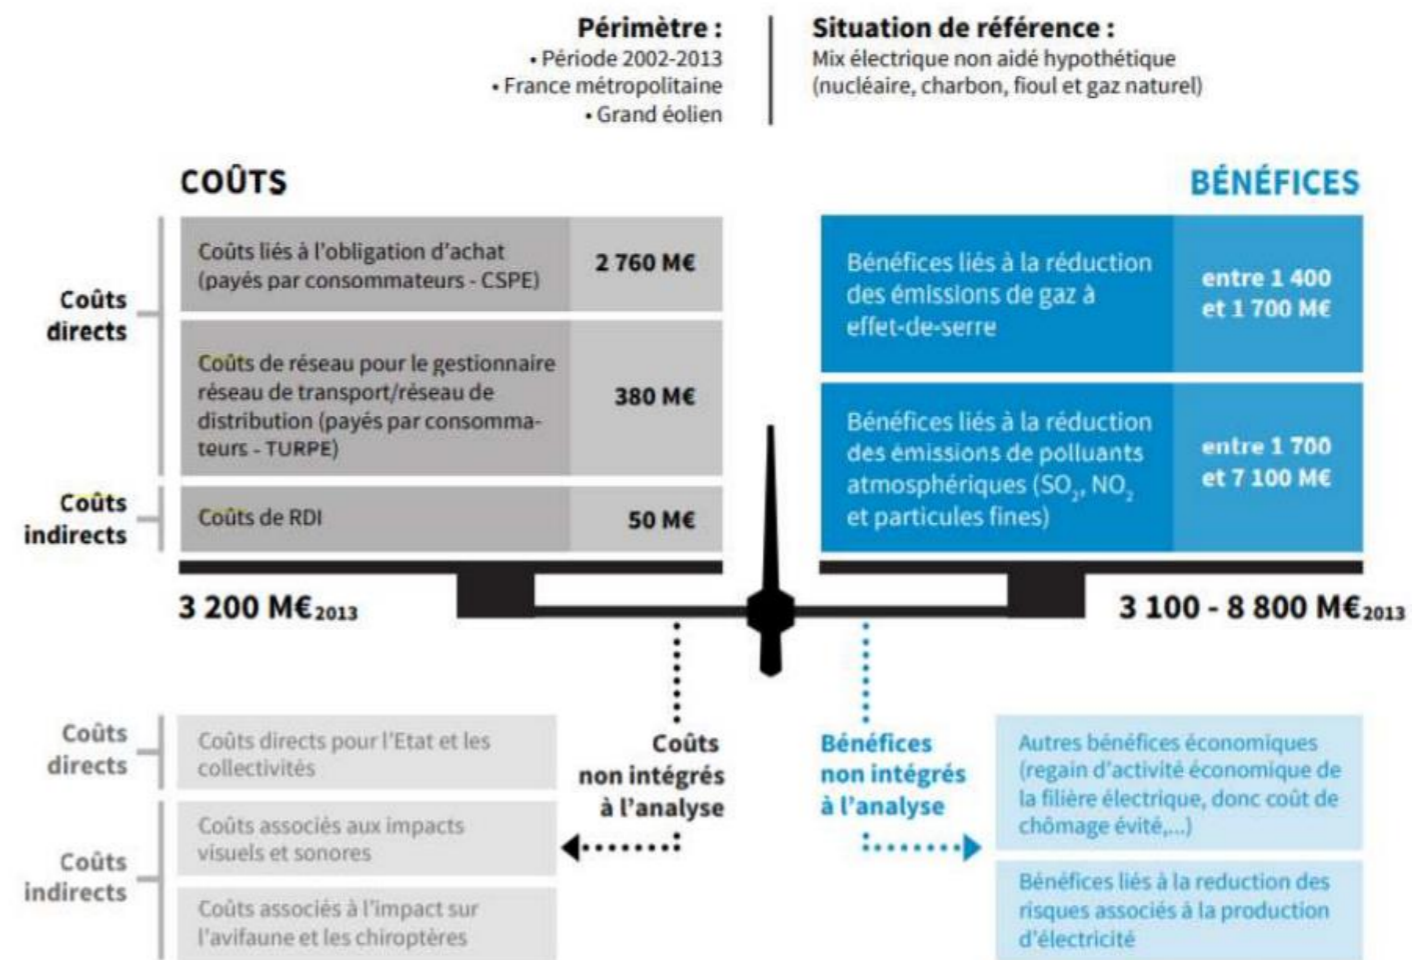 Périmètre :
• Période 2002-2013
• France métropolitaine
• Grand éolien
Situation de référence :
Mix électrique non aidé hypothétique
(nucléaire, charbon, fioul et gaz naturel)
COÛTS
Coûts
directs
Coûts liés à l'obligation d'achat
(payés par consommateurs - CSPE)
2 760 M€
Coûts de réseau pour le gestionnaire
réseau de transport/réseau de
distribution (payés par consomma-
teurs - TURPE)
380 M€
Coûts
indirects
Coûts de RDI
50 M€
3 200 M€2013
BÉNÉFICES
Bénéfices liés à la réduction
des émissions de gaz à
effet-de-serre
entre 1 400
et 1 700 M€
Bénéfices liés à la réduction
des émissions de polluants
atmosphériques (SO2, NO2
et particules fines)
entre 1 700
et 7 100 M€
3 100 - 8 800 M€2013
Coûts
directs
Coûts directs pour l'Etat et les
collectivités
Coûts
indirects
Coûts associés aux impacts
visuels et sonores
Coûts associés à l'impact sur
l'avifaune et les chiroptères
Coûts
non intégrés
à l'analyse
Bénéfices
non intégrés
à l'analyse
Autres bénéfices économiques
(regain d'activité économique de
la filière électrique, donc coût de
chômage évité,...)
Bénéfices liés à la reduction des
risques associés à la production
d'électricité